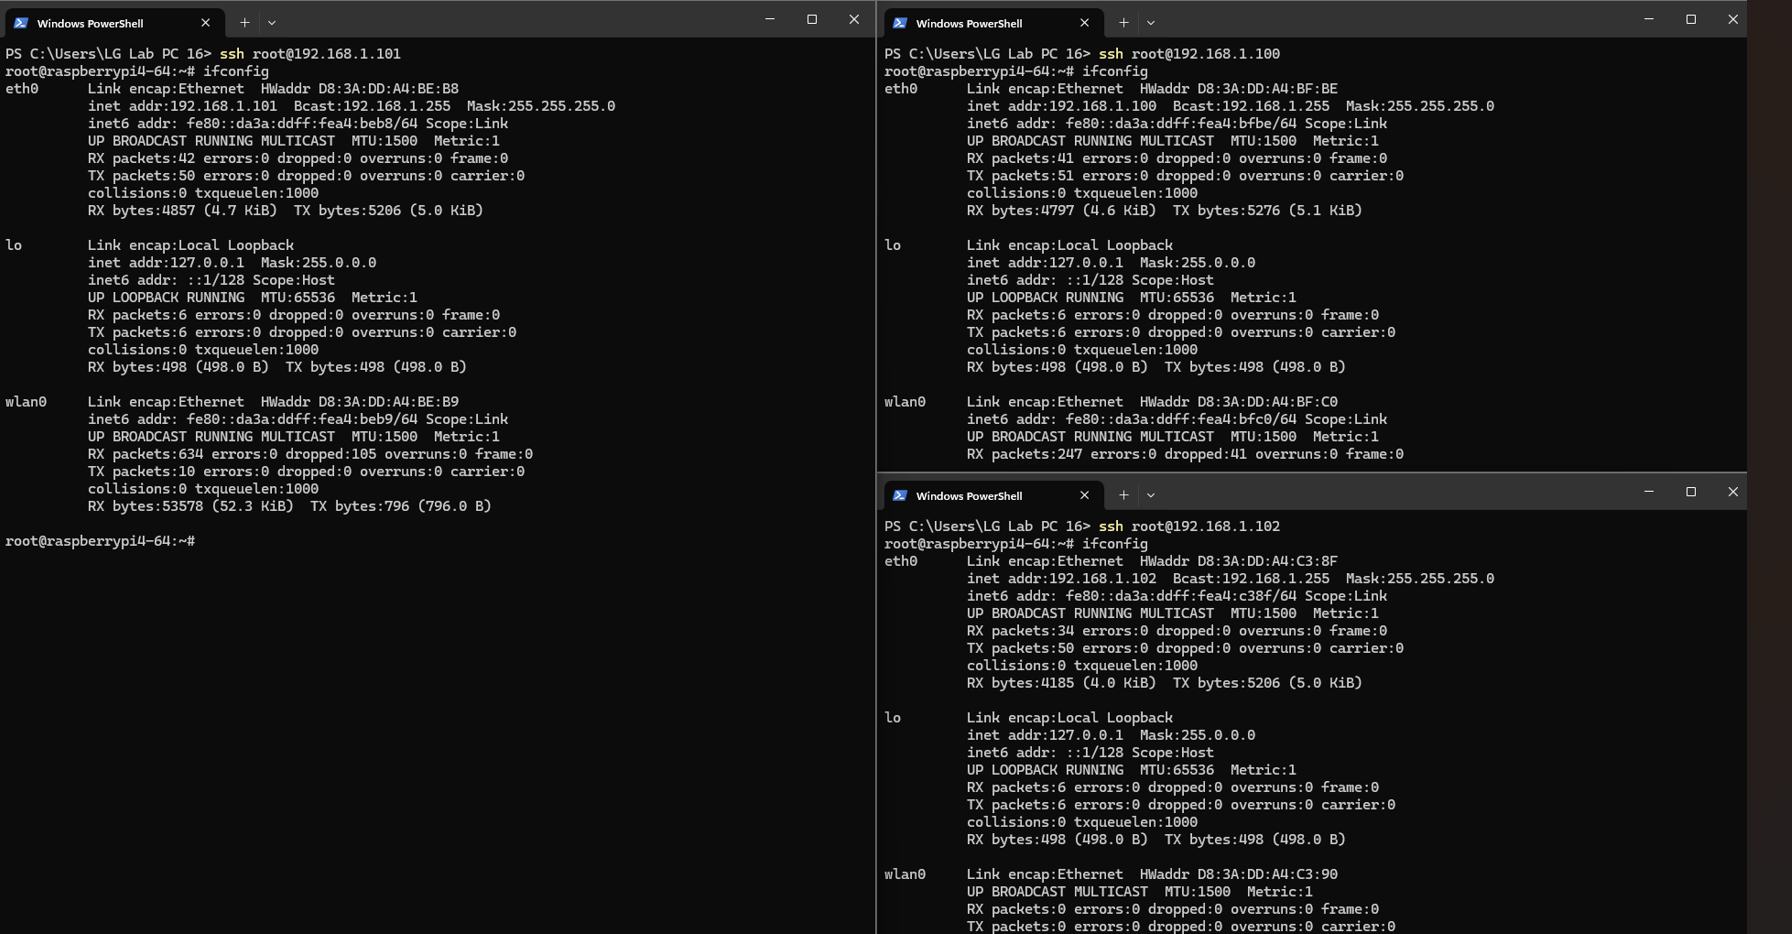 Windows PowerShell
PS C:\Users\LG Lab PC 16> ssh root@192.168.1.101
root@raspberrypi4-64:~# ifconfig
eth0      Link encap:Ethernet  HWaddr D8:3A:DD:A4:BE:B8
          inet addr:192.168.1.101  Bcast:192.168.1.255  Mask:255.255.255.0
          inet6 addr: fe80::da3a:ddff:fea4:beb8/64 Scope:Link
          UP BROADCAST RUNNING MULTICAST  MTU:1500  Metric:1
          RX packets:42 errors:0 dropped:0 overruns:0 frame:0
          TX packets:50 errors:0 dropped:0 overruns:0 carrier:0
          collisions:0 txqueuelen:1000
          RX bytes:4857 (4.7 KiB)  TX bytes:5206 (5.0 KiB)
lo        Link encap:Local Loopback
          inet addr:127.0.0.1  Mask:255.0.0.0
          inet6 addr: ::1/128 Scope:Host
          UP LOOPBACK RUNNING  MTU:65536  Metric:1
          RX packets:6 errors:0 dropped:0 overruns:0 frame:0
          TX packets:6 errors:0 dropped:0 overruns:0 carrier:0
          collisions:0 txqueuelen:1000
          RX bytes:498 (498.0 B)  TX bytes:498 (498.0 B)
wlan0     Link encap:Ethernet  HWaddr D8:3A:DD:A4:BE:B9
          inet6 addr: fe80::da3a:ddff:fea4:beb9/64 Scope:Link
          UP BROADCAST RUNNING MULTICAST  MTU:1500  Metric:1
          RX packets:634 errors:0 dropped:105 overruns:0 frame:0
          TX packets:10 errors:0 dropped:0 overruns:0 carrier:0
          collisions:0 txqueuelen:1000
          RX bytes:53578 (52.3 KiB)  TX bytes:796 (796.0 B)
root@raspberrypi4-64:~#
Windows PowerShell
PS C:\Users\LG Lab PC 16> ssh root@192.168.1.100
root@raspberrypi4-64:~# ifconfig
eth0      Link encap:Ethernet  HWaddr D8:3A:DD:A4:BF:BE
          inet addr:192.168.1.100  Bcast:192.168.1.255  Mask:255.255.255.0
          inet6 addr: fe80::da3a:ddff:fea4:bfbe/64 Scope:Link
          UP BROADCAST RUNNING MULTICAST  MTU:1500  Metric:1
          RX packets:41 errors:0 dropped:0 overruns:0 frame:0
          TX packets:51 errors:0 dropped:0 overruns:0 carrier:0
          collisions:0 txqueuelen:1000
          RX bytes:4797 (4.6 KiB)  TX bytes:5276 (5.1 KiB)
lo        Link encap:Local Loopback
          inet addr:127.0.0.1  Mask:255.0.0.0
          inet6 addr: ::1/128 Scope:Host
          UP LOOPBACK RUNNING  MTU:65536  Metric:1
          RX packets:6 errors:0 dropped:0 overruns:0 frame:0
          TX packets:6 errors:0 dropped:0 overruns:0 carrier:0
          collisions:0 txqueuelen:1000
          RX bytes:498 (498.0 B)  TX bytes:498 (498.0 B)
wlan0     Link encap:Ethernet  HWaddr D8:3A:DD:A4:BF:C0
          inet6 addr: fe80::da3a:ddff:fea4:bfc0/64 Scope:Link
          UP BROADCAST RUNNING MULTICAST  MTU:1500  Metric:1
          RX packets:247 errors:0 dropped:41 overruns:0 frame:0
Windows PowerShell
PS C:\Users\LG Lab PC 16> ssh root@192.168.1.102
root@raspberrypi4-64:~# ifconfig
eth0      Link encap:Ethernet  HWaddr D8:3A:DD:A4:C3:8F
          inet addr:192.168.1.102  Bcast:192.168.1.255  Mask:255.255.255.0
          inet6 addr: fe80::da3a:ddff:fea4:c38f/64 Scope:Link
          UP BROADCAST RUNNING MULTICAST  MTU:1500  Metric:1
          RX packets:34 errors:0 dropped:0 overruns:0 frame:0
          TX packets:50 errors:0 dropped:0 overruns:0 carrier:0
          collisions:0 txqueuelen:1000
          RX bytes:4185 (4.0 KiB)  TX bytes:5206 (5.0 KiB)
lo        Link encap:Local Loopback
          inet addr:127.0.0.1  Mask:255.0.0.0
          inet6 addr: ::1/128 Scope:Host
          UP LOOPBACK RUNNING  MTU:65536  Metric:1
          RX packets:6 errors:0 dropped:0 overruns:0 frame:0
          TX packets:6 errors:0 dropped:0 overruns:0 carrier:0
          collisions:0 txqueuelen:1000
          RX bytes:498 (498.0 B)  TX bytes:498 (498.0 B)
wlan0     Link encap:Ethernet  HWaddr D8:3A:DD:A4:C3:90
          UP BROADCAST MULTICAST  MTU:1500  Metric:1
          RX packets:0 errors:0 dropped:0 overruns:0 frame:0
          TX packets:0 errors:0 dropped:0 overruns:0 carrier:0